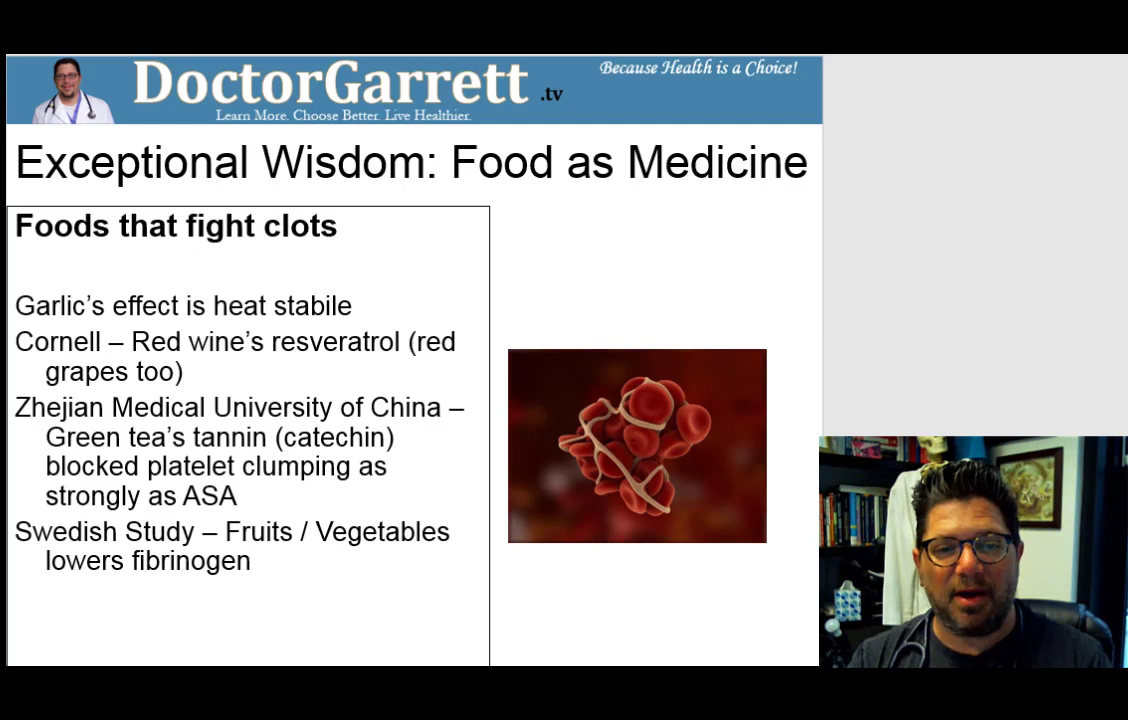 DoctorGarrett .tv
Because Health is a Choice!
Learn More. Choose Better. Live Healthier.
Exceptional Wisdom: Food as Medicine
Foods that fight clots
Garlic’s effect is heat stabile
Cornell – Red wine’s resveratrol (red
grapes too)
Zhejian Medical University of China –
Green tea’s tannin (catechin)
blocked platelet clumping as
strongly as ASA
Swedish Study – Fruits / Vegetables
lowers fibrinogen